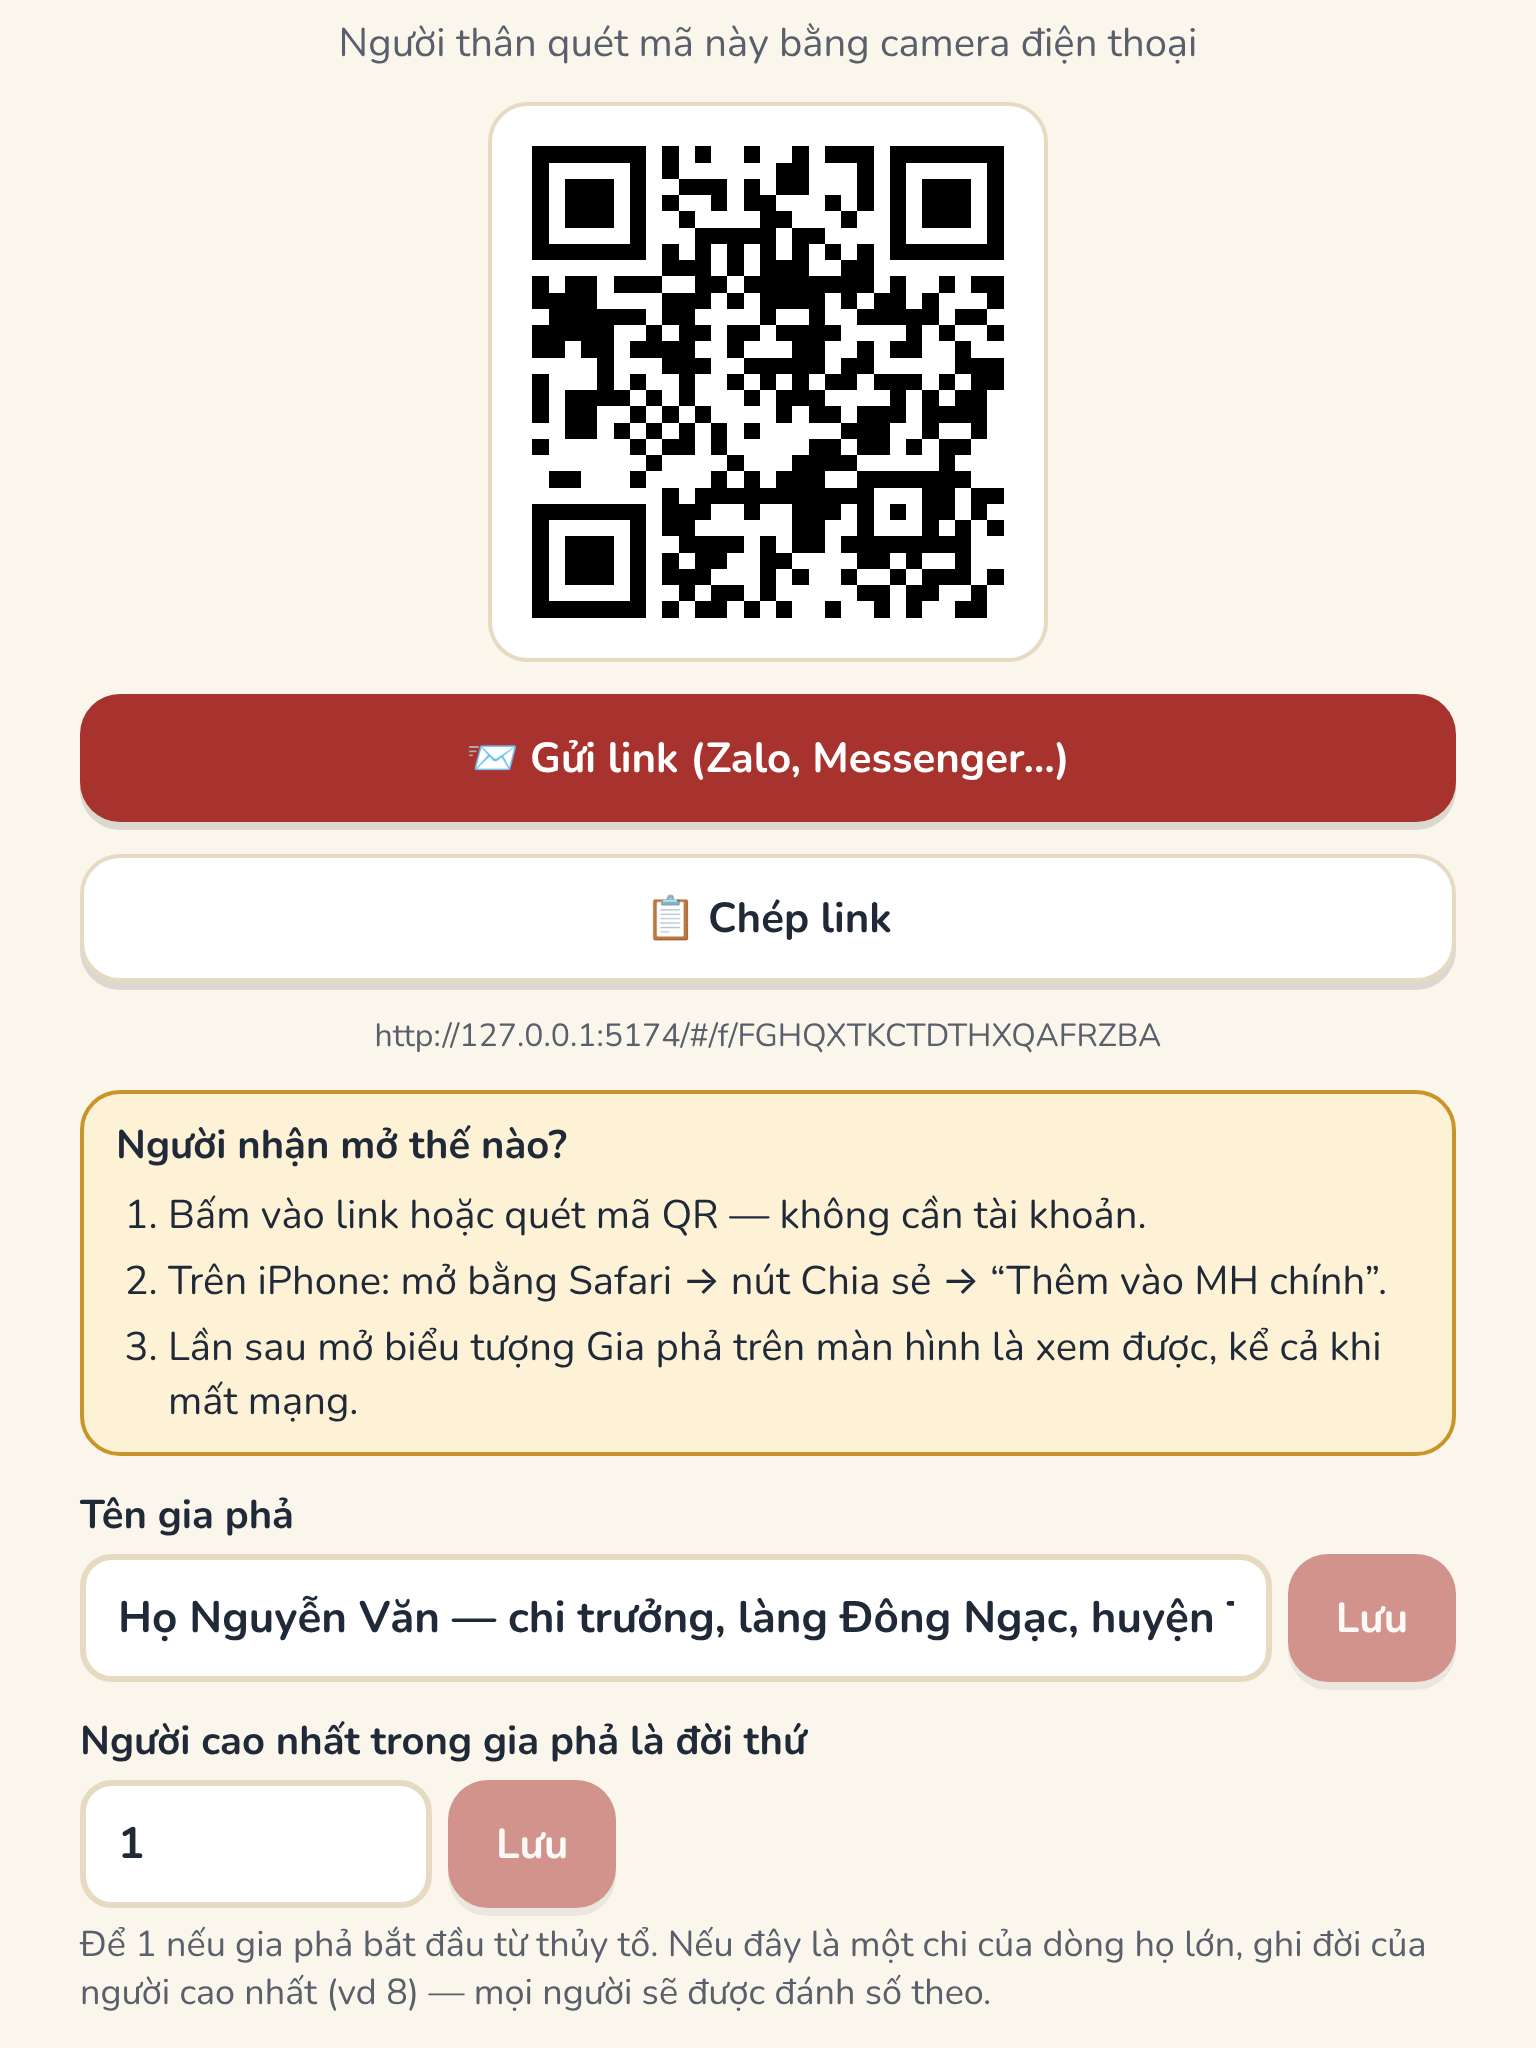 Người thân quét mã này bằng camera điện thoại
Gửi link (Zalo, Messenger...)
Chép link
http://127.0.0.1:5174/#/f/FGHQXTKCTDTHXQAFRZBA
Người nhận mở thế nào?
1. Bấm vào link hoặc quét mã QR — không cần tài khoản.
2. Trên iPhone: mở bằng Safari → nút Chia sẻ → “Thêm vào MH chính”.
3. Lần sau mở biểu tượng Gia phả trên màn hình là xem được, kể cả khi
mất mạng.
Tên gia phả
Họ Nguyễn Văn — chi trưởng, làng Đông Ngạc, huyện
Lưu
Người cao nhất trong gia phả là đời thứ
1
Lưu
Để 1 nếu gia phả bắt đầu từ thủy tổ. Nếu đây là một chi của dòng họ lớn, ghi đời của
người cao nhất (vd 8) — mọi người sẽ được đánh số theo.